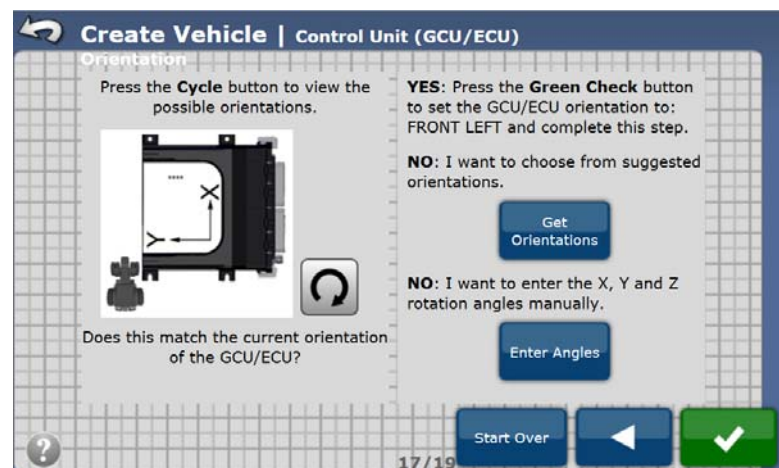 Create Vehicle | Control Unit (GCU/ECU)
Orientation
Press the Cycle button to view the
possible orientations.
X
Y
Does this match the current orientation
of the GCU/ECU?
YES: Press the Green Check button
to set the GCU/ECU orientation to:
FRONT LEFT and complete this step.
NO: I want to choose from suggested
orientations.
Get
Orientations
NO: I want to enter the X, Y and Z
rotation angles manually.
Enter Angles
?
17/19
Start Over